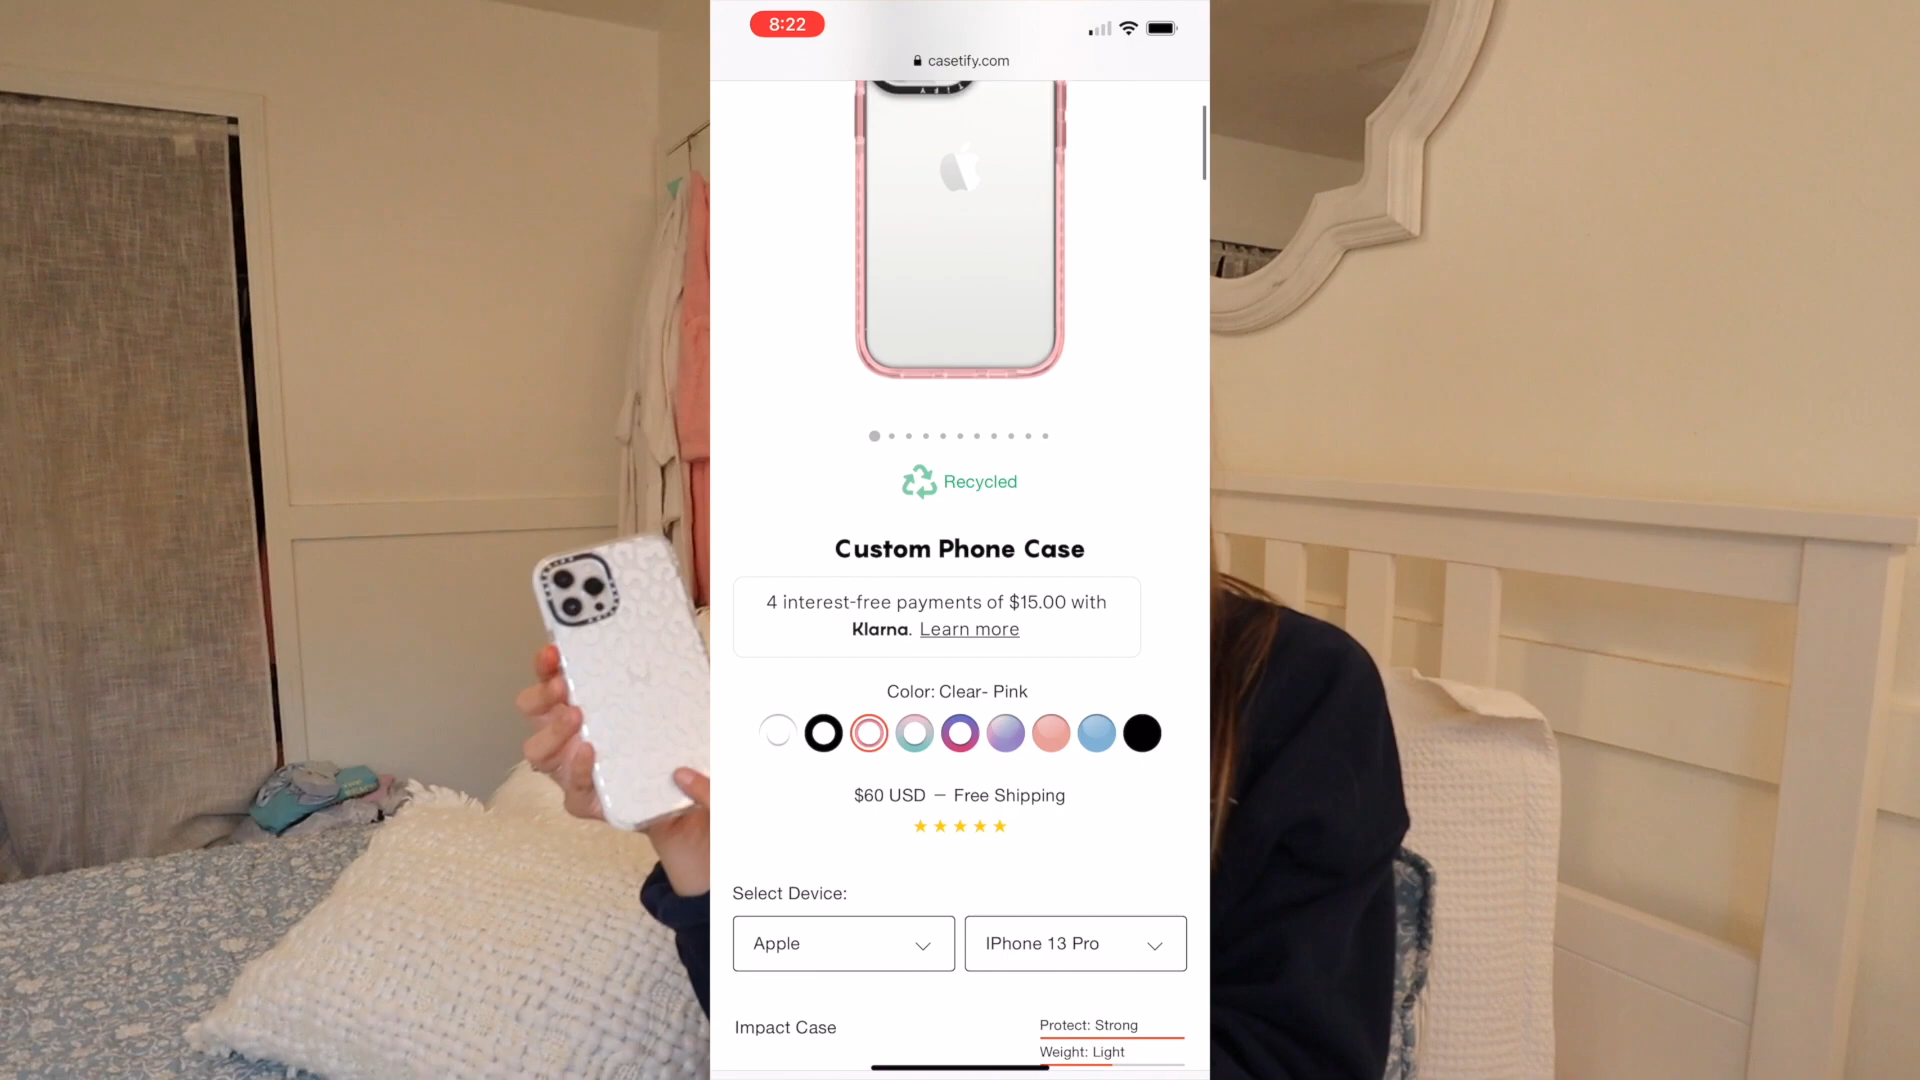 8:22
casetify.com
Recycled
Custom Phone Case
4 interest-free payments of $15.00 with
Klarna. Learn more
Color: Clear- Pink
$60 USD — Free Shipping
Select Device:
Apple
IPhone 13 Pro
Impact Case
Protect: Strong
Weight: Light